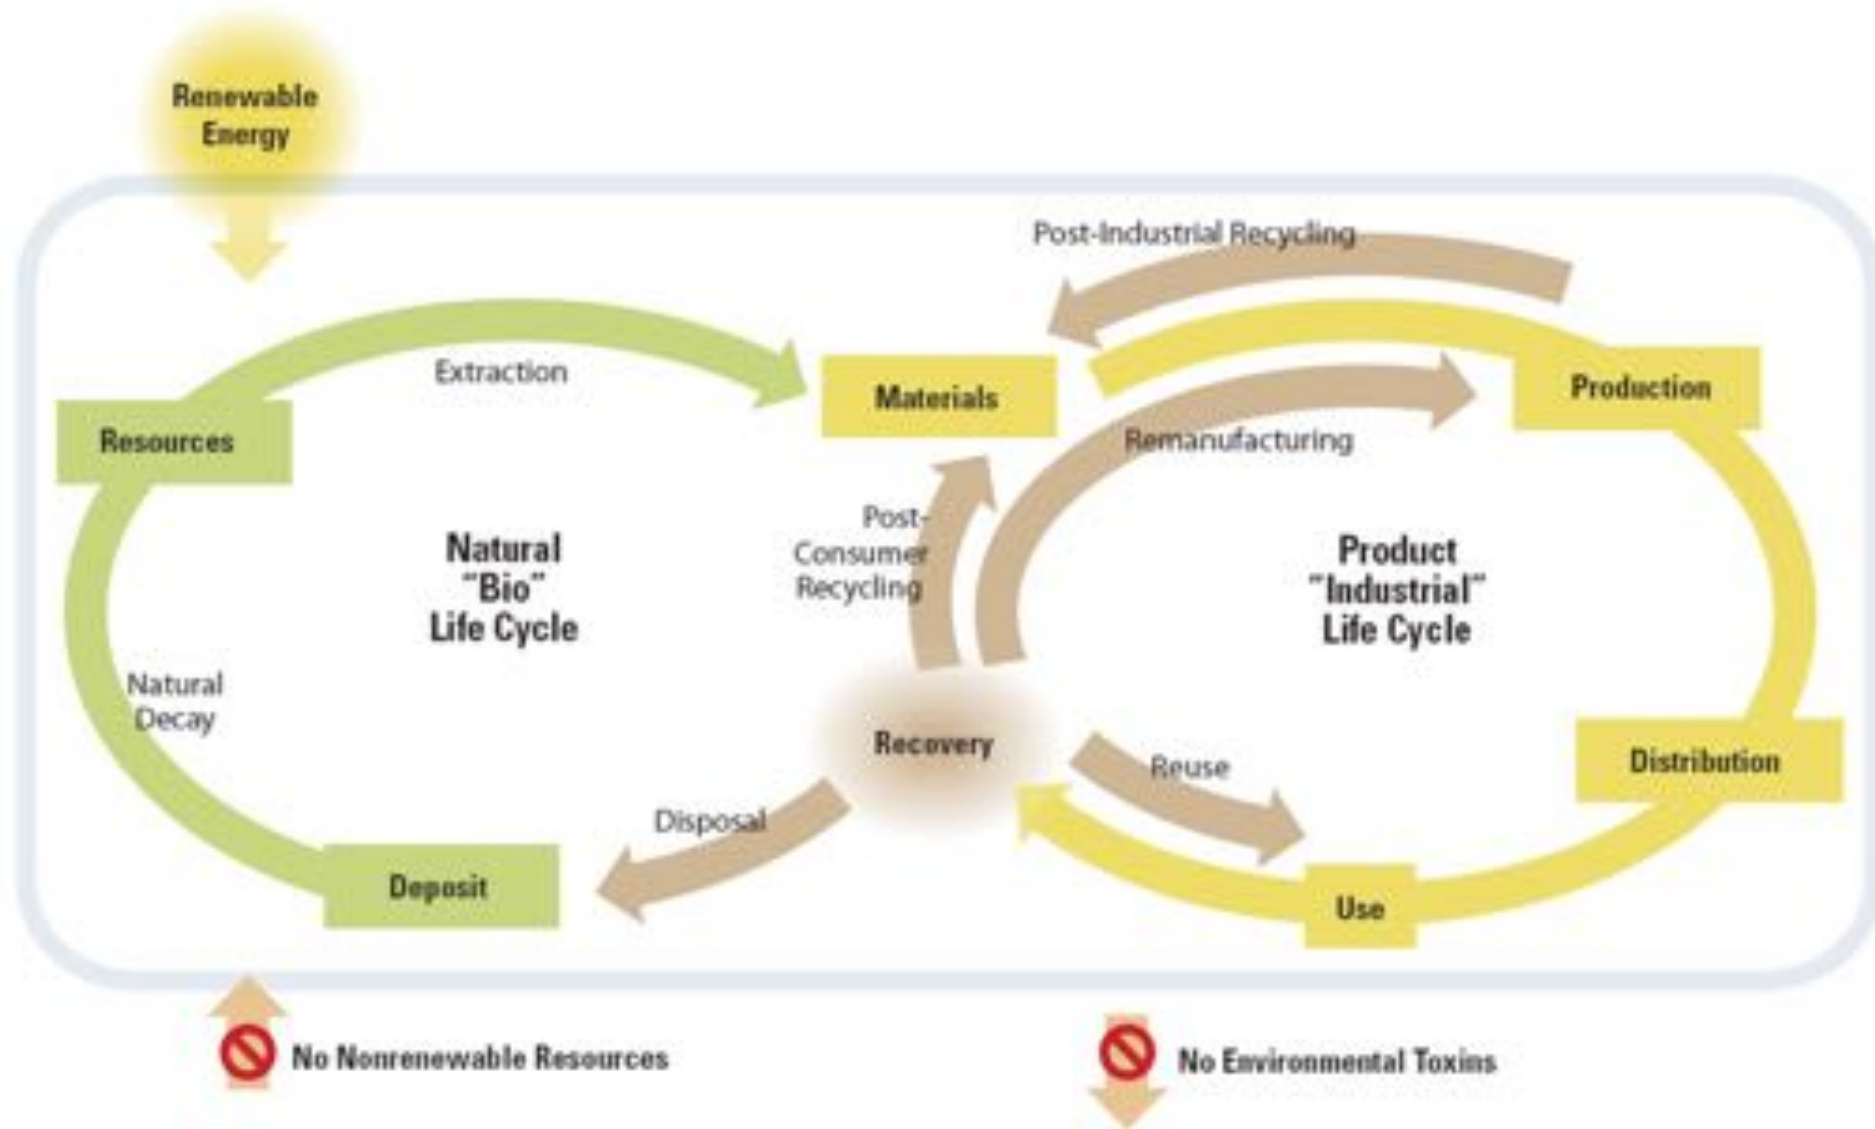 Renewable
Energy
Post-Industrial Recycling
Extraction
Materials
Production
Resources
Remanufacturing
Natural
"Bio"
Life Cycle
Post-
Consumer
Recycling
Product
"Industrial"
Life Cycle
Natural
Decay
Recovery
Reuse
Distribution
Disposal
Deposit
Use
No Nonrenewable Resources
No Environmental Toxins